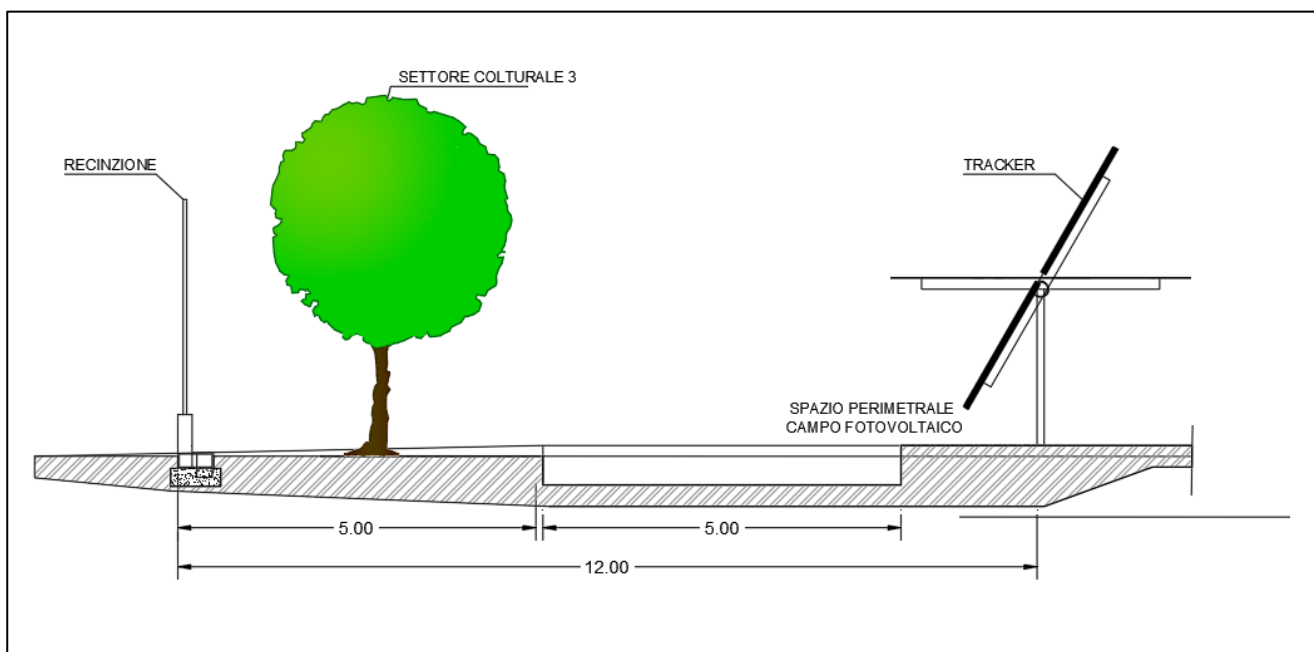 SETTORE COLTURALE 3
RECINZIONE
TRACKER
SPAZIO PERIMETRALE
CAMPO FOTOVOLTAICO
5.00
5.00
12.00